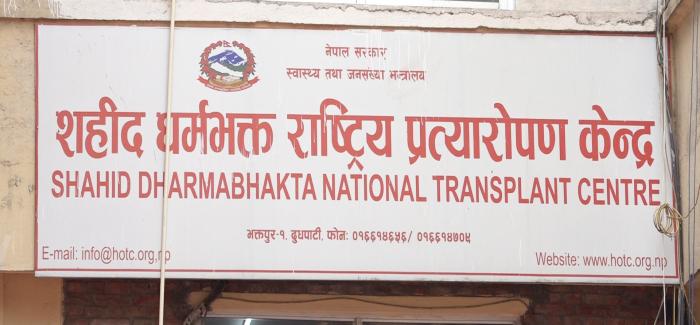 नेपाल सरकार
स्वास्थ्य तथा जनसंख्या मन्त्रालय
शहीद धर्मभक्त राष्ट्रिय प्रत्यारोपण केन्द्र
SHAHID DHARMABHAKTA NATIONAL TRANSPLANT CENTRE
भक्तपुर-१, दुधपाटी, फोन: ०१६६१४६५६/ ०१६६१४७०५
E-mail: info@hotc.org,np Website: www.hotc.org.np